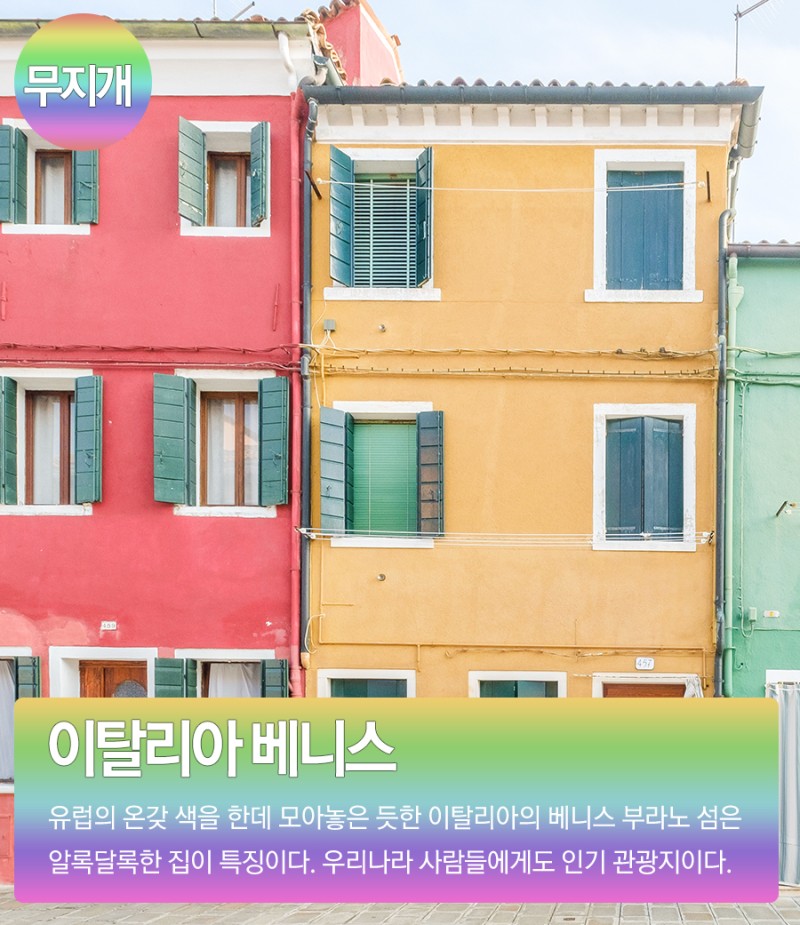 무지개
이탈리아 베니스
유럽의 온갖 색을 한데 모아놓은 듯한 이탈리아의 베니스 부라노 섬은
알록달록한 집이 특징이다. 우리나라 사람들에게도 인기 관광지이다.